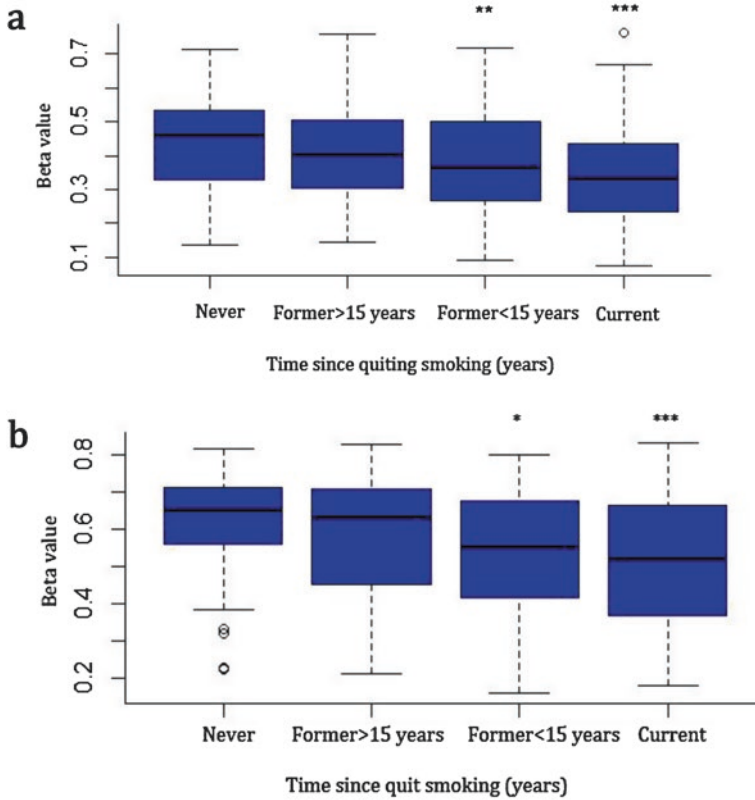 a
**
***
Beta value
0.7
0.5
0.3
0.1
Never
Former>15 years
Former<15 years
Current
Time since quiting smoking (years)
b
*
***
Beta value
0.8
0.6
0.4
0.2
Never
Former>15 years
Former<15 years
Current
Time since quit smoking (years)